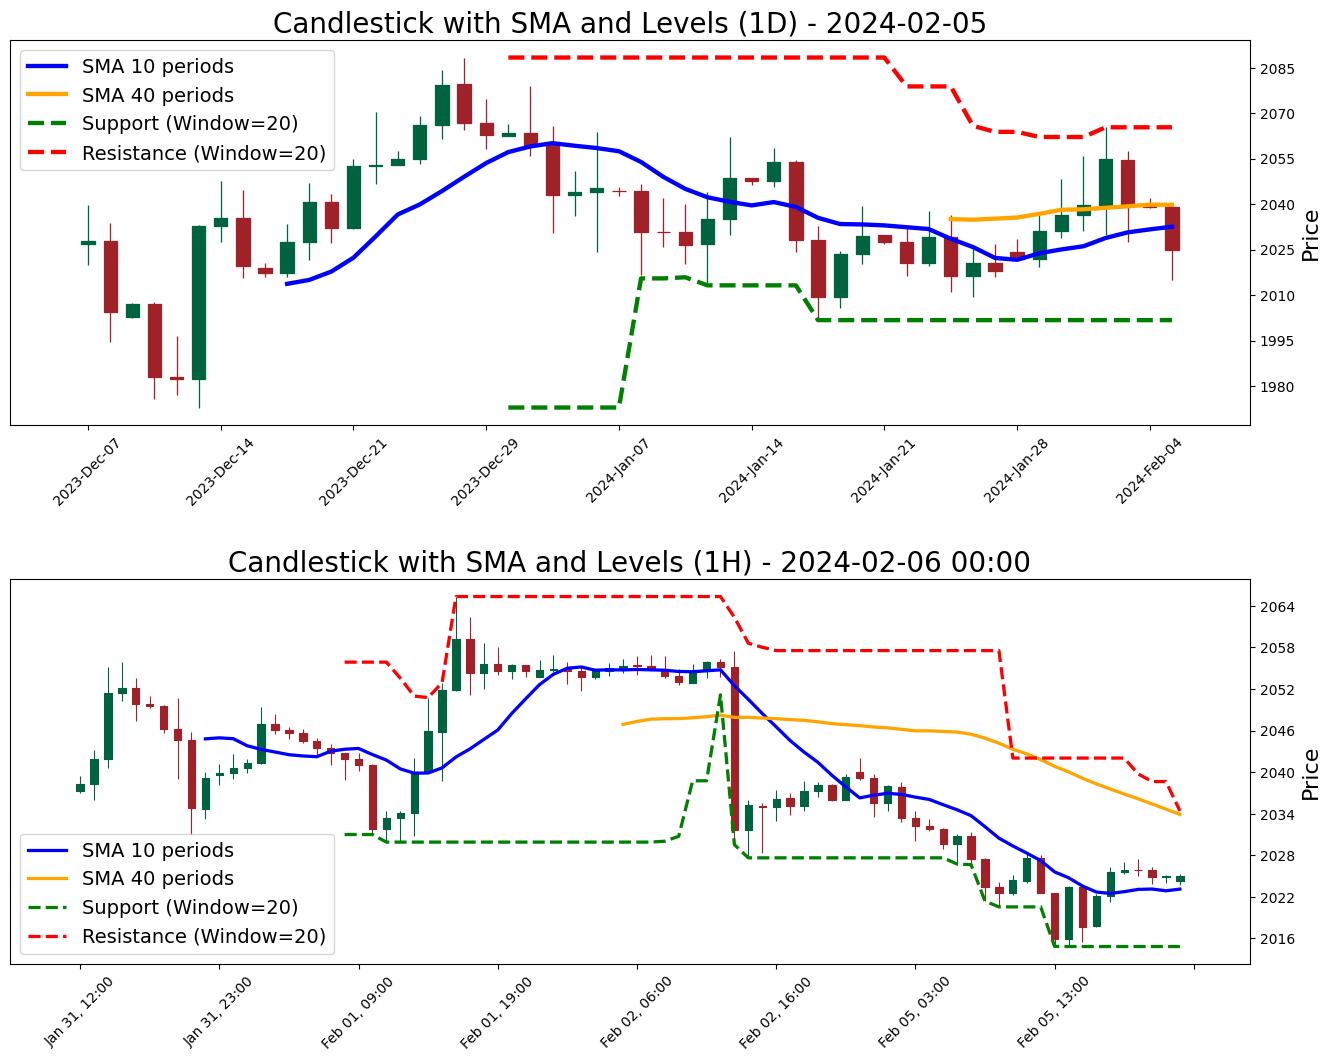 Candlestick with SMA and Levels (1D) - 2024-02-05
SMA 10 periods
SMA 40 periods
Support (Window=20)
Resistance (Window=20)
2085
2070
2055
2040
2025
2010
1995
1980
Price
2023-Dec-07
2023-Dec-14
2023-Dec-21
2023-Dec-29
2024-Jan-07
2024-Jan-14
2024-Jan-21
2024-Jan-28
2024-Feb-04
Candlestick with SMA and Levels (1H) - 2024-02-06 00:00
2064
2058
2052
2046
2040
2034
2028
2022
2016
Price
SMA 10 periods
SMA 40 periods
Support (Window=20)
Resistance (Window=20)
Jan 31, 12:00
Jan 31, 23:00
Feb 01, 09:00
Feb 01, 19:00
Feb 02, 06:00
Feb 02, 16:00
Feb 05, 03:00
Feb 05, 13:00